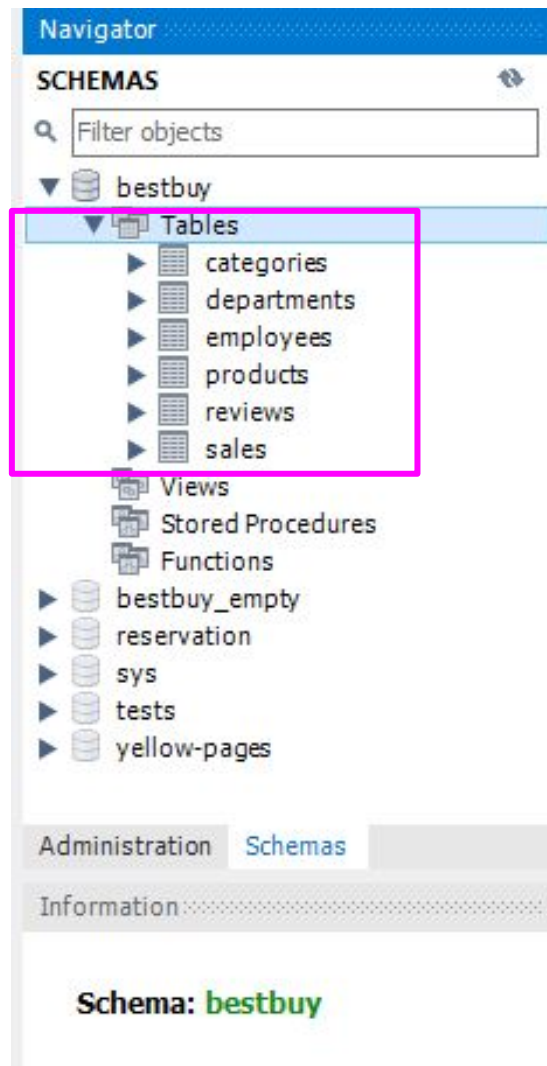 Navigator
SCHEMAS
Filter objects
bestbuy
Tables
categories
departments
employees
products
reviews
sales
Views
Stored Procedures
Functions
bestbuy_empty
reservation
sys
tests
yellow-pages
Administration Schemas
Information
Schema: bestbuy